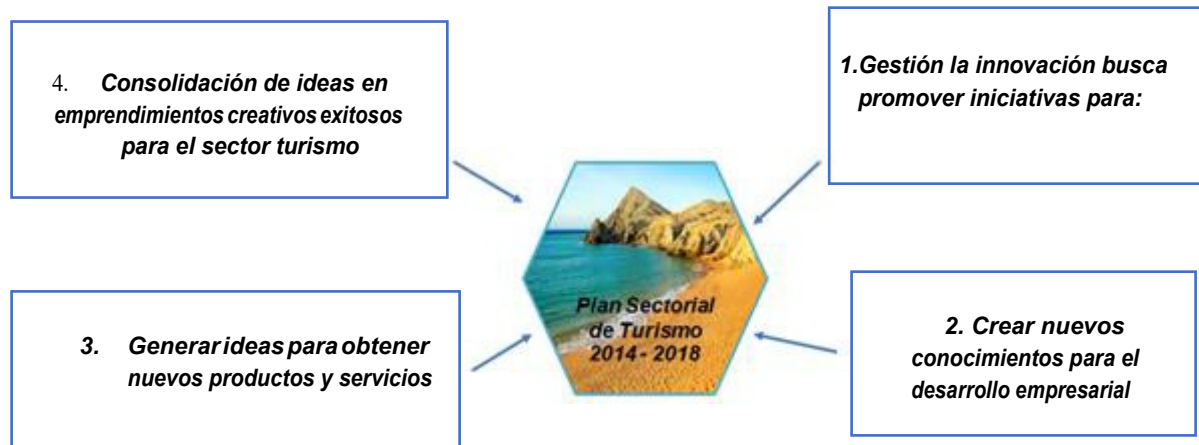 4. Consolidación de ideas en
emprendimientos creativos exitosos
para el sector turismo
1.Gestión la innovación busca
promover iniciativas para:
Plan Sectorial
de Turismo
2014 - 2018
3. Generar ideas para obtener
nuevos productos y servicios
2. Crear nuevos
conocimientos para el
desarrollo empresarial